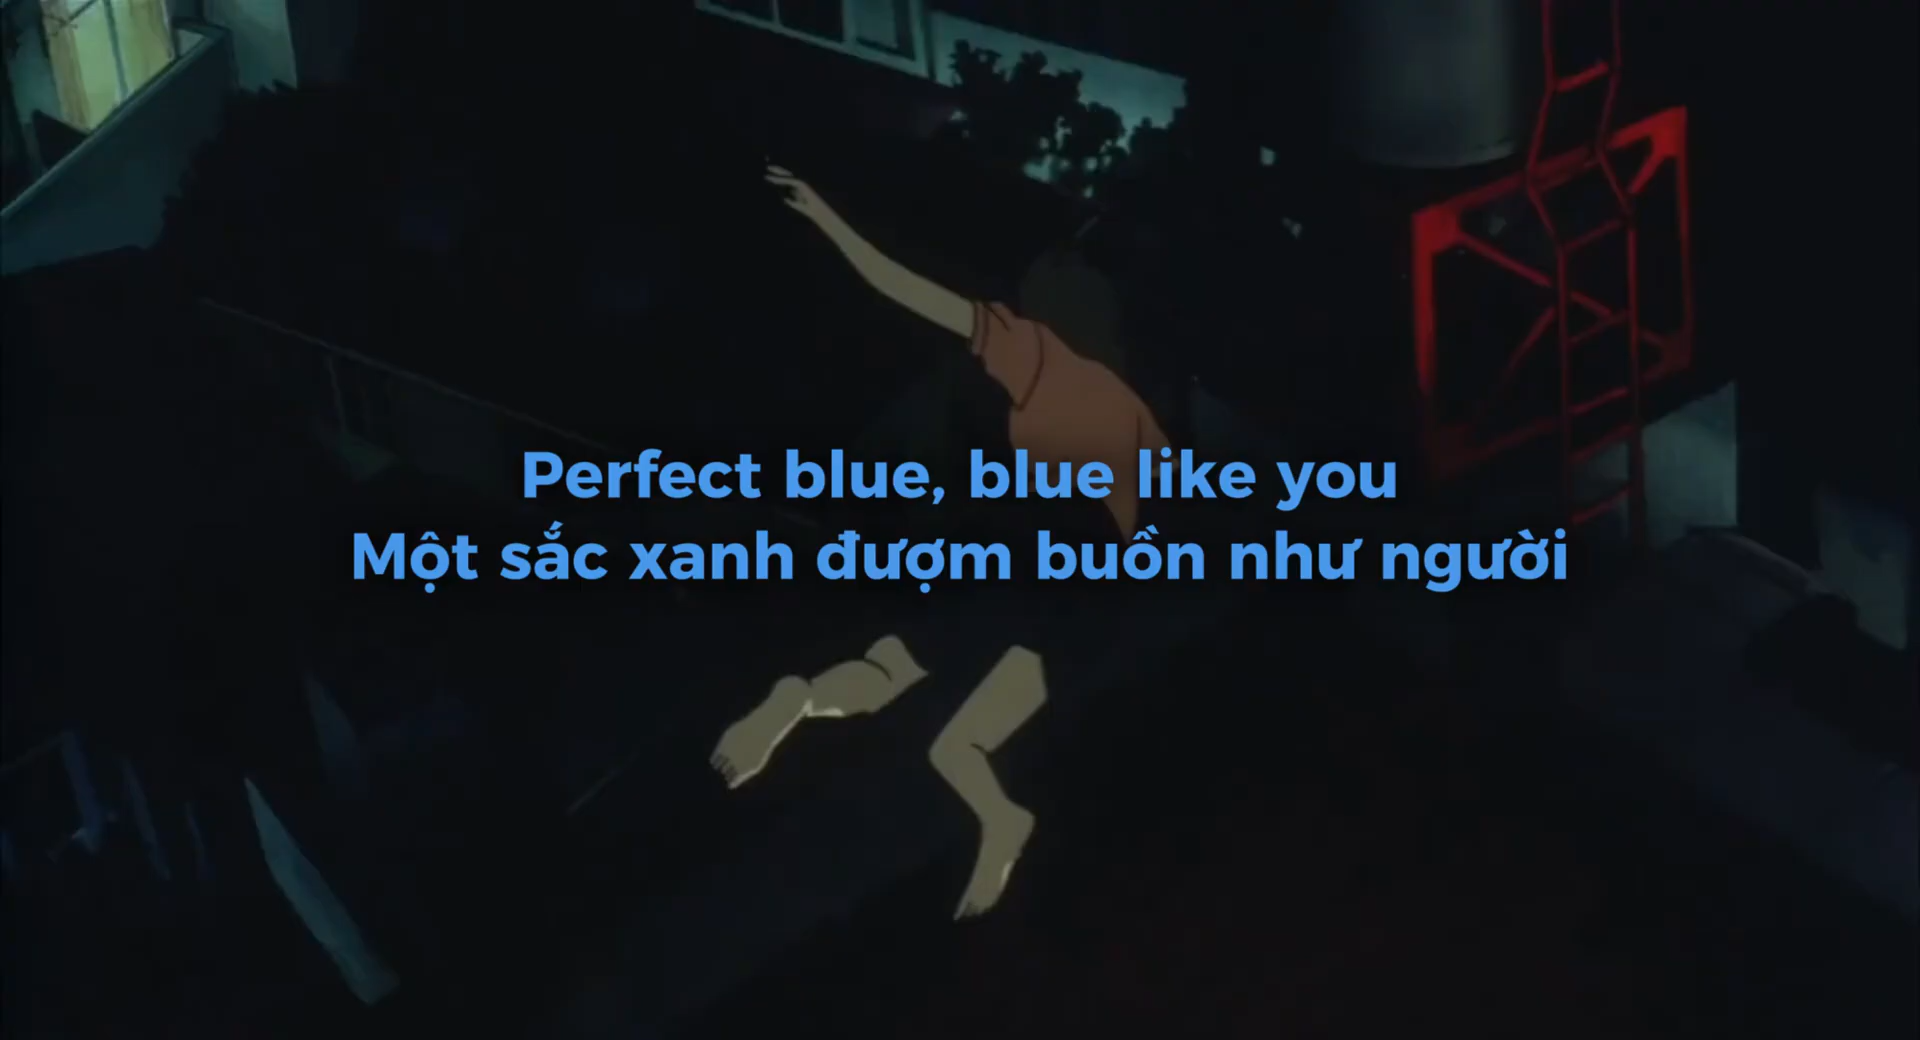 Perfect blue, blue like you
Một sắc xanh đượm buồn như người